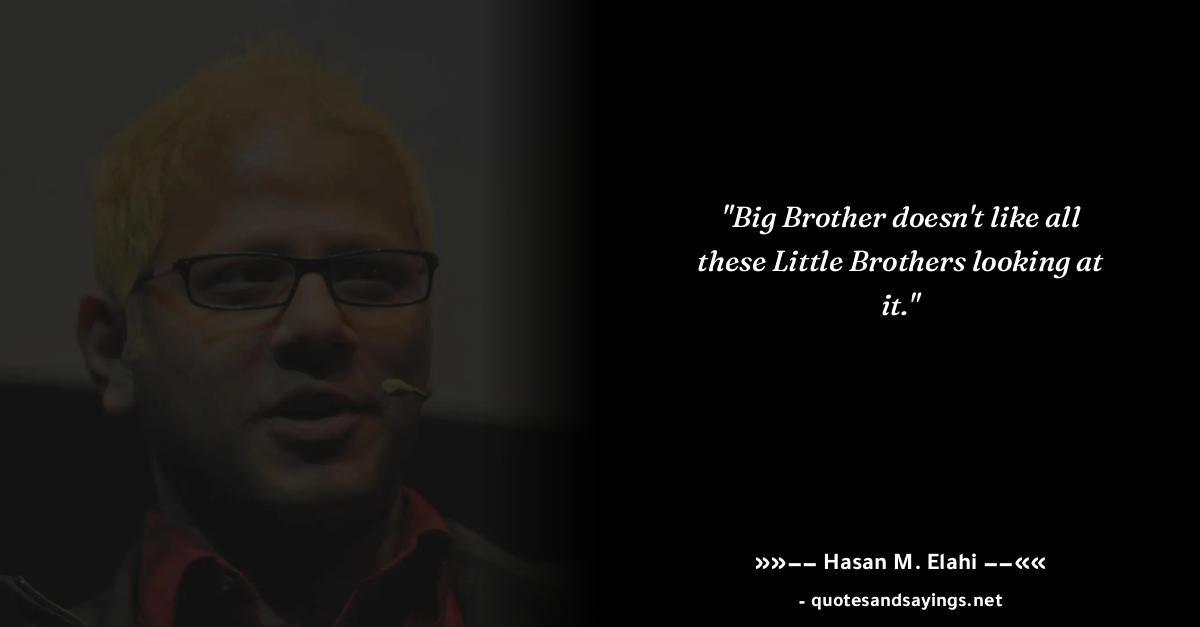 "Big Brother doesn't like all
these Little Brothers looking at
it."
»»−− Hasan M. Elahi −−««
- quotesandsayings.net